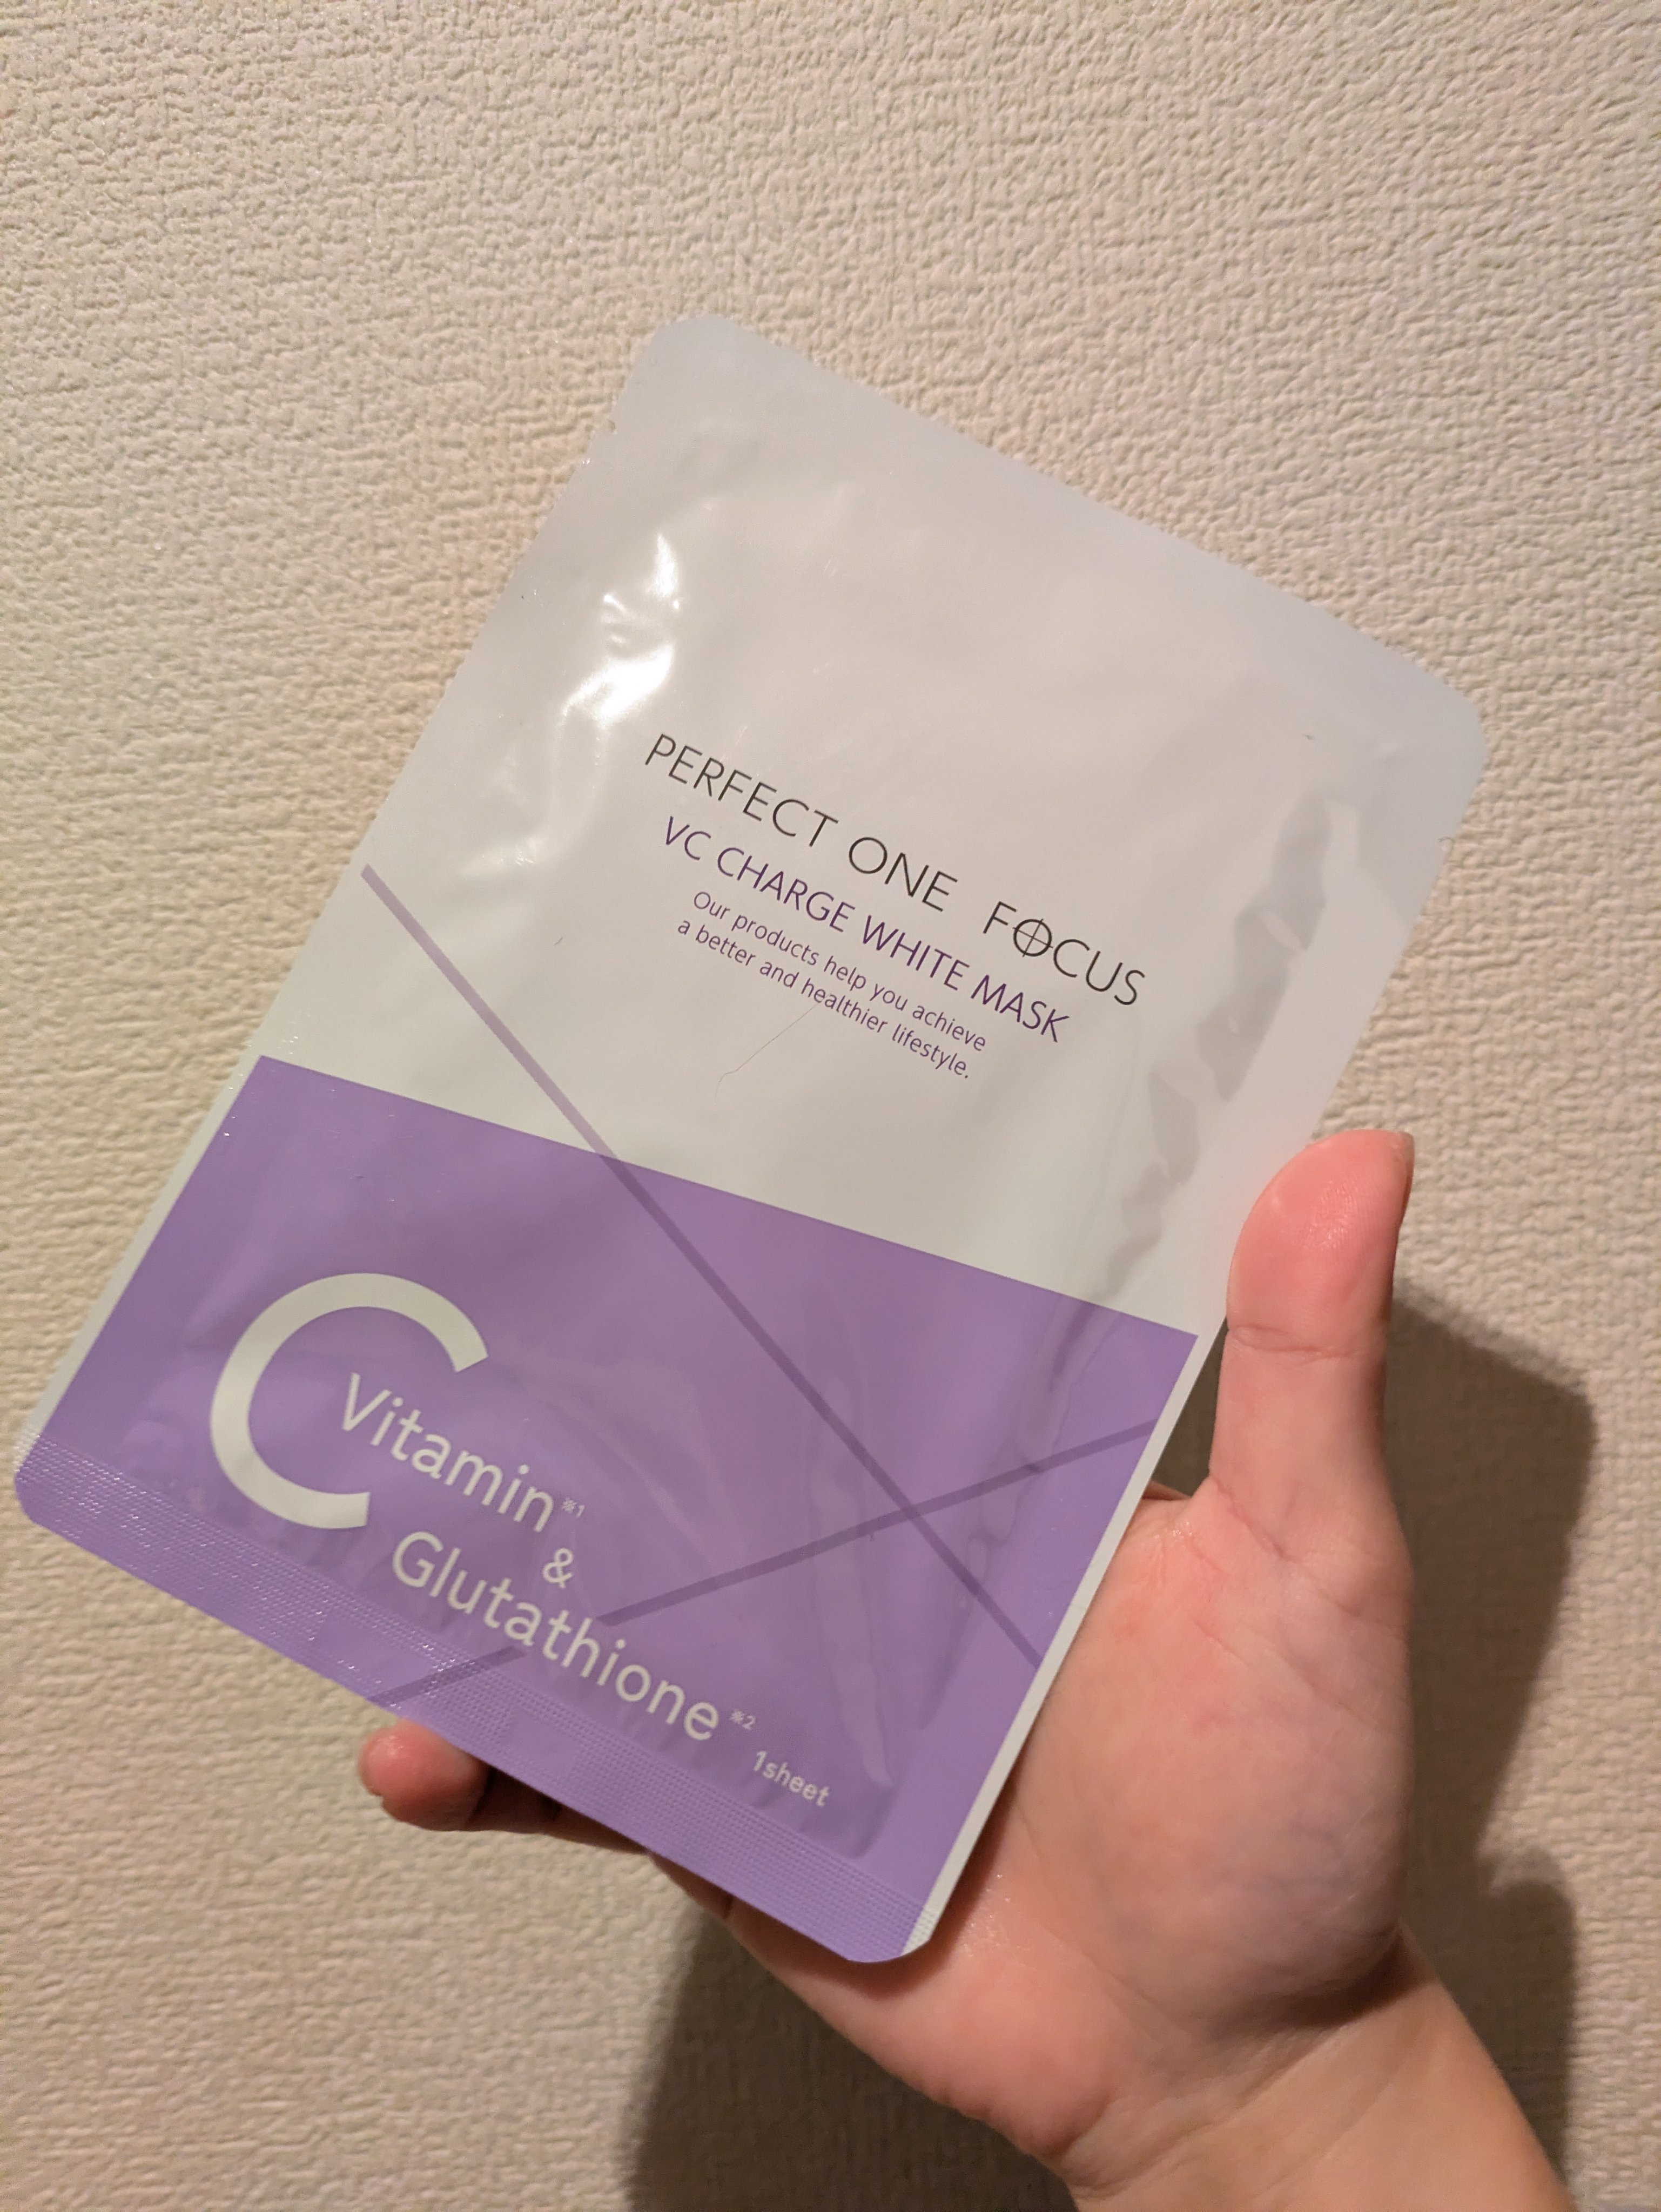 PERFECT ONE FOCUS
VC CHARGE WHITE MASK
Our products help you achieve
a better and healthier lifestyle.
C
Vitamin※1
&
Glutathione※2
1sheet